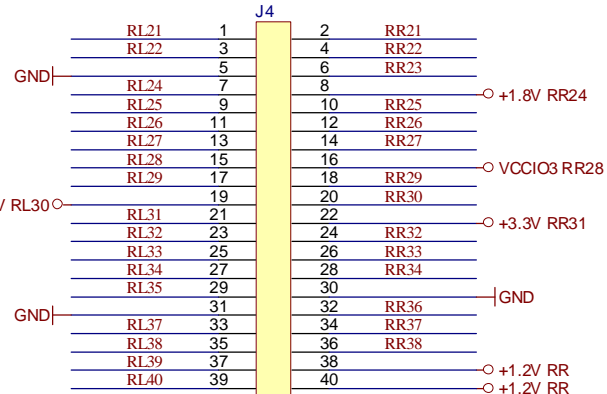 J4
RL21 1 2 RR21
RL22 3 4 RR22
GND 5 6 RR23
RL24 7 8 +1.8V RR24
RL25 9 10 RR25
RL26 11 12 RR26
RL27 13 14 RR27
RL28 15 16 VCCIO3 RR28
RL29 17 18 RR29
V RL30 19 20 RR30
RL31 21 22 +3.3V RR31
RL32 23 24 RR32
RL33 25 26 RR33
RL34 27 28 RR34
RL35 29 30 GND
GND 31 32 RR36
RL37 33 34 RR37
RL38 35 36 RR38
RL39 37 38 +1.2V RR
RL40 39 40 +1.2V RR